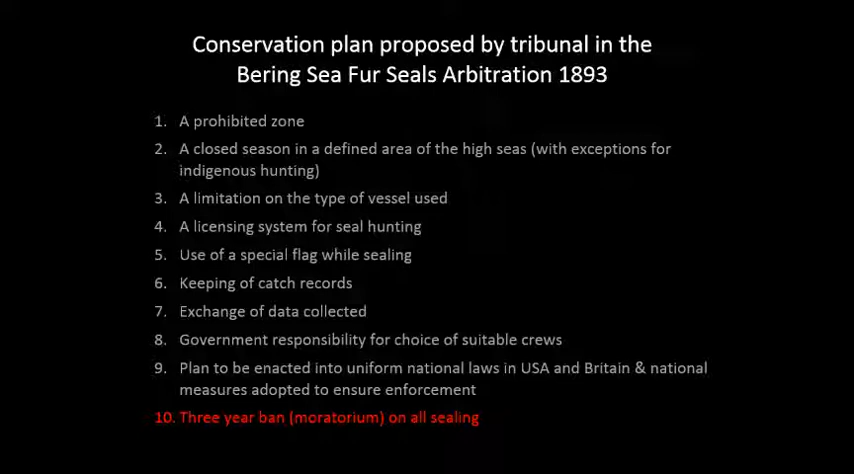 Conservation plan proposed by tribunal in the
Bering Sea Fur Seals Arbitration 1893
1. A prohibited zone
2. A closed season in a defined area of the high seas (with exceptions for
indigenous hunting)
3. A limitation on the type of vessel used
4. A licensing system for seal hunting
5. Use of a special flag while sealing
6. Keeping of catch records
7. Exchange of data collected
8. Government responsibility for choice of suitable crews
9. Plan to be enacted into uniform national laws in USA and Britain & national
measures adopted to ensure enforcement
10. Three year ban (moratorium) on all sealing